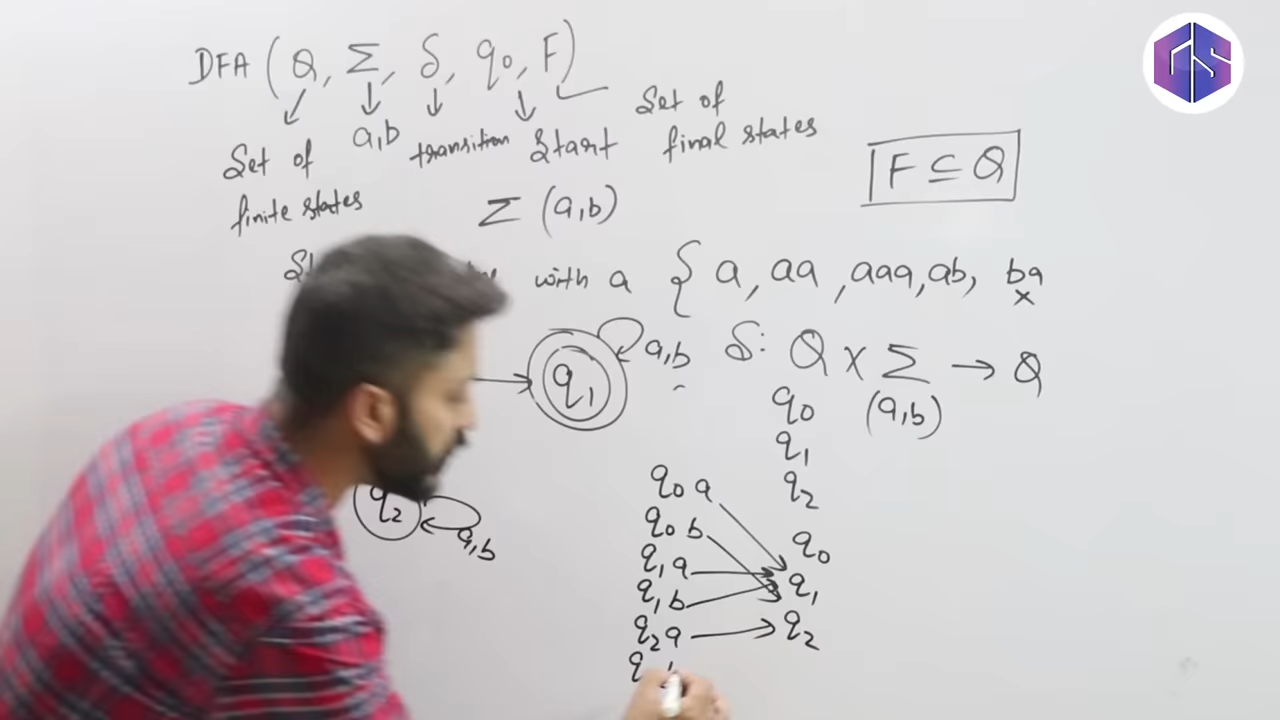 GS
DFA (Q, Σ, δ, q0, F)
Set of finite states
a,b
transition
Start
Set of final states
F ⊆ Q
Σ (a,b)
with a { a, aa, aaa, ab, ba
x
q1
a,b
δ: Q x Σ → Q
q0
q1
q2
(a,b)
q2
a,b
q0 a
q0 b
q1 a
q1 b
q2 a
q
q0
q1
q2